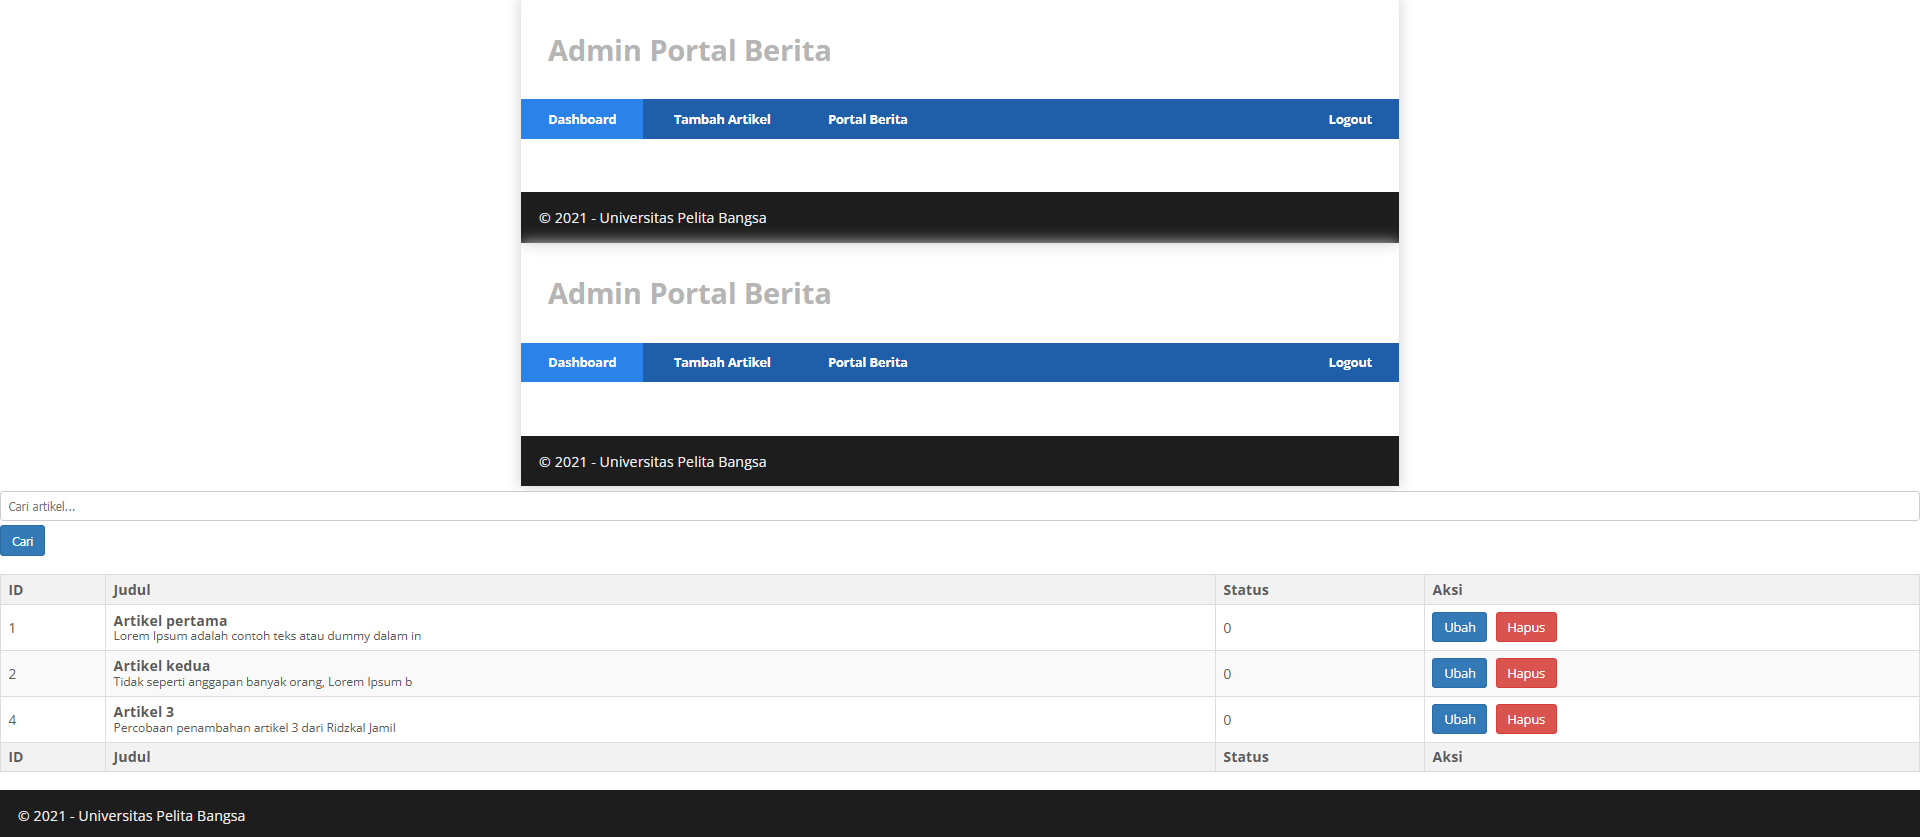 Admin Portal Berita
Dashboard Tambah Artikel Portal Berita Logout
© 2021 - Universitas Pelita Bangsa
Admin Portal Berita
Dashboard Tambah Artikel Portal Berita Logout
© 2021 - Universitas Pelita Bangsa
Cari artikel...
Cari
ID Judul Status Aksi
Artikel pertama
1 0 Ubah Hapus
Lorem Ipsum adalah contoh teks atau dummy dalam in
Artikel kedua
2 0 Ubah Hapus
Tidak seperti anggapan banyak orang, Lorem Ipsum b
Artikel 3
4 0 Ubah Hapus
Percobaan penambahan artikel 3 dari Ridzkal Jamil
ID Judul Status Aksi
© 2021 - Universitas Pelita Bangsa